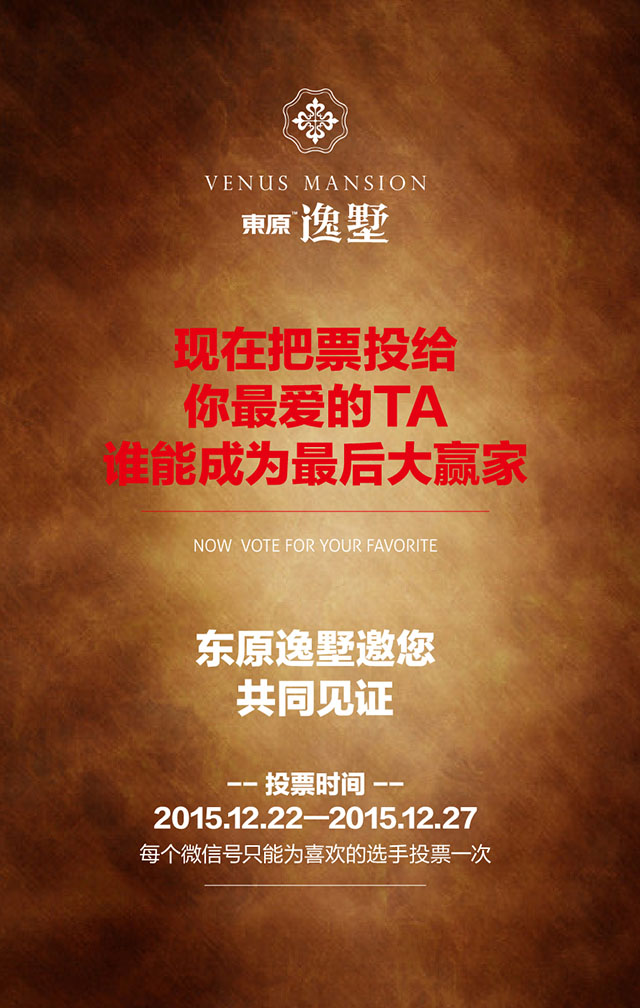 VENUS MANSION
東原™ 逸墅
现在把票投给
你最爱的TA
谁能成为最后大赢家
NOW VOTE FOR YOUR FAVORITE
东原逸墅邀您
共同见证
-- 投票时间 --
2015.12.22—2015.12.27
每个微信号只能为喜欢的选手投票一次